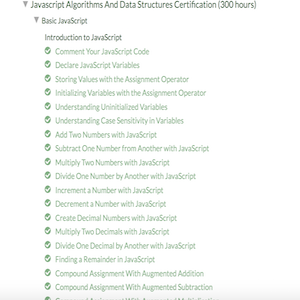 Javascript Algorithms And Data Structures Certification (300 hours)
Basic JavaScript
Introduction to JavaScript
Comment Your JavaScript Code
Declare JavaScript Variables
Storing Values with the Assignment Operator
Initializing Variables with the Assignment Operator
Understanding Uninitialized Variables
Understanding Case Sensitivity in Variables
Add Two Numbers with JavaScript
Subtract One Number from Another with JavaScript
Multiply Two Numbers with JavaScript
Divide One Number by Another with JavaScript
Increment a Number with JavaScript
Decrement a Number with JavaScript
Create Decimal Numbers with JavaScript
Multiply Two Decimals with JavaScript
Divide One Decimal by Another with JavaScript
Finding a Remainder in JavaScript
Compound Assignment With Augmented Addition
Compound Assignment With Augmented Subtraction